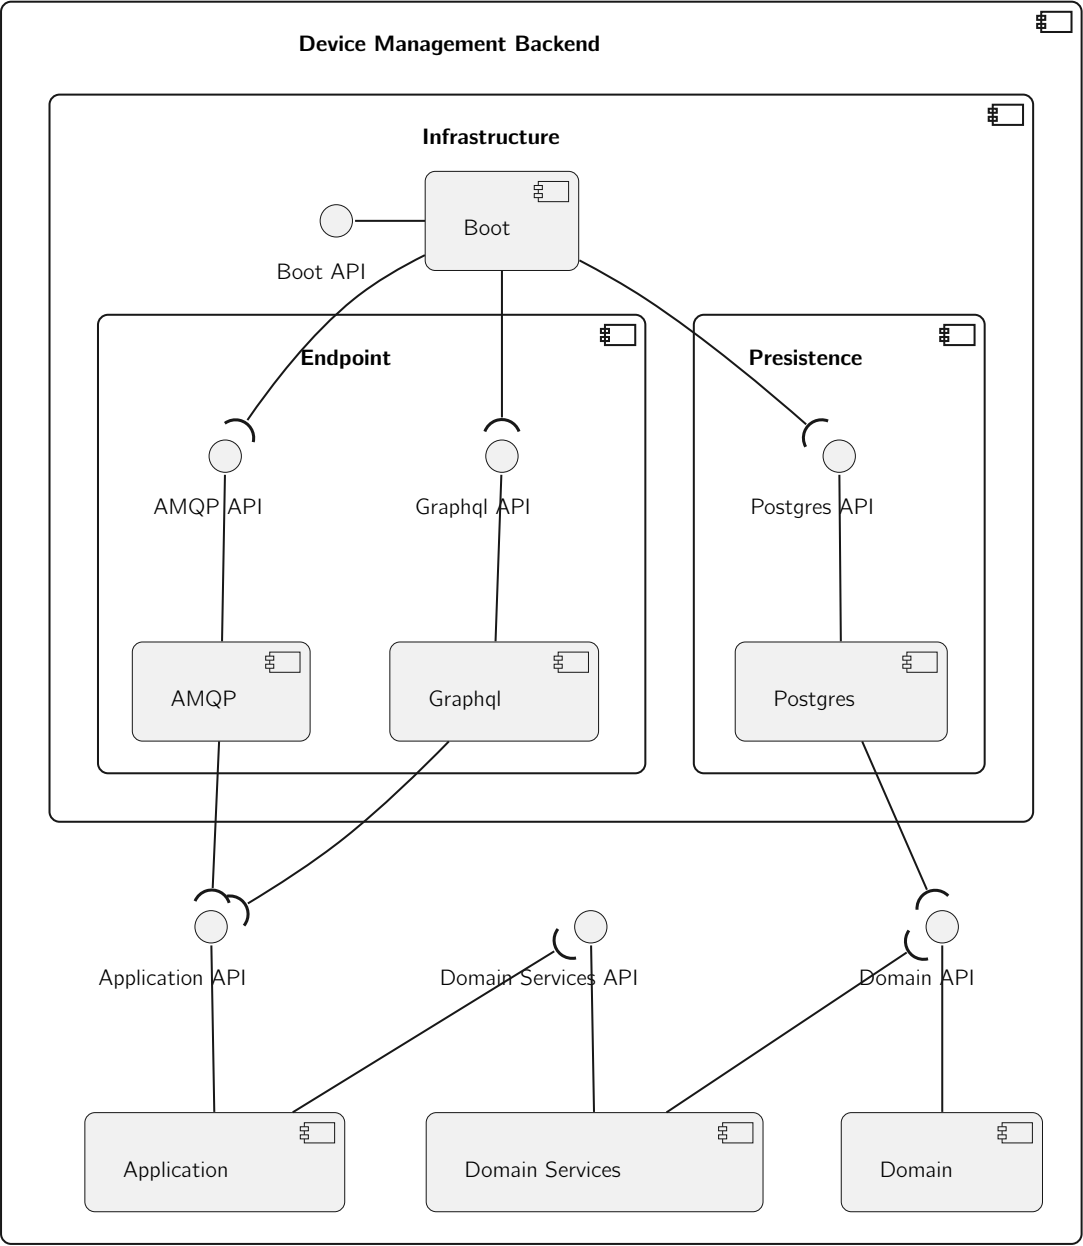 Device Management Backend
Infrastructure
Boot
Boot API
Endpoint
Presistence
AMQP API
Graphql API
Postgres API
AMQP
Graphql
Postgres
Application API
Domain Services API
Domain API
Application
Domain Services
Domain